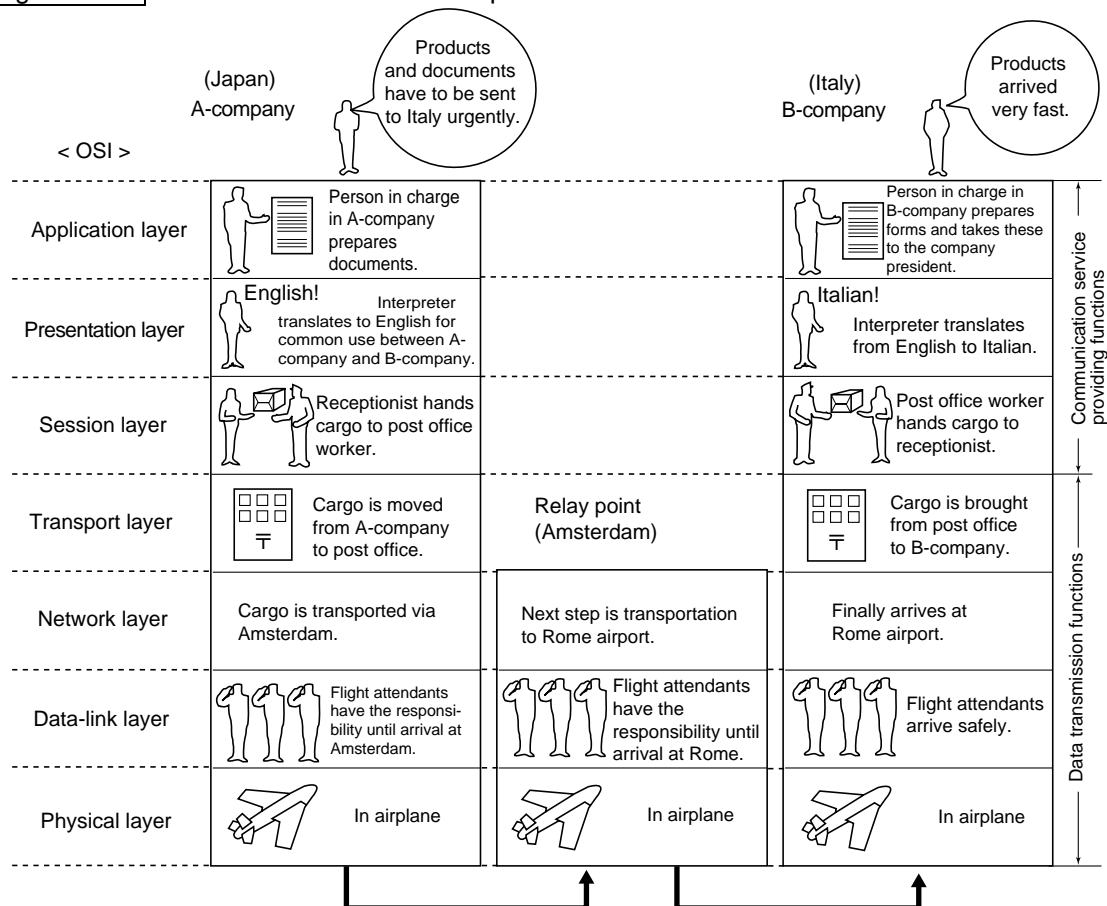 Products
and documents
have to be sent
to Italy urgently.
(Japan)
A-company
Products
arrived
very fast.
(Italy)
B-company
< OSI >
Application layer
Person in charge
in A-company
prepares
documents.
Person in charge in
B-company prepares
forms and takes these
to the company
president.
Presentation layer
English!
Interpreter
translates to English for
common use between A-
company and B-company.
Italian!
Interpreter translates
from English to Italian.
Session layer
Receptionist hands
cargo to post office
worker.
Post office worker
hands cargo to
receptionist.
Communication service
providing functions
Transport layer
〒
Cargo is moved
from A-company
to post office.
Relay point
(Amsterdam)
〒
Cargo is brought
from post office
to B-company.
Network layer
Cargo is transported via
Amsterdam.
Next step is transportation
to Rome airport.
Finally arrives at
Rome airport.
Data-link layer
Flight attendants
have the responsi-
bility until arrival at
Amsterdam.
Flight attendants
have the
responsibility until
arrival at Rome.
Flight attendants
arrive safely.
Physical layer
In airplane
In airplane
In airplane
Data transmission functions